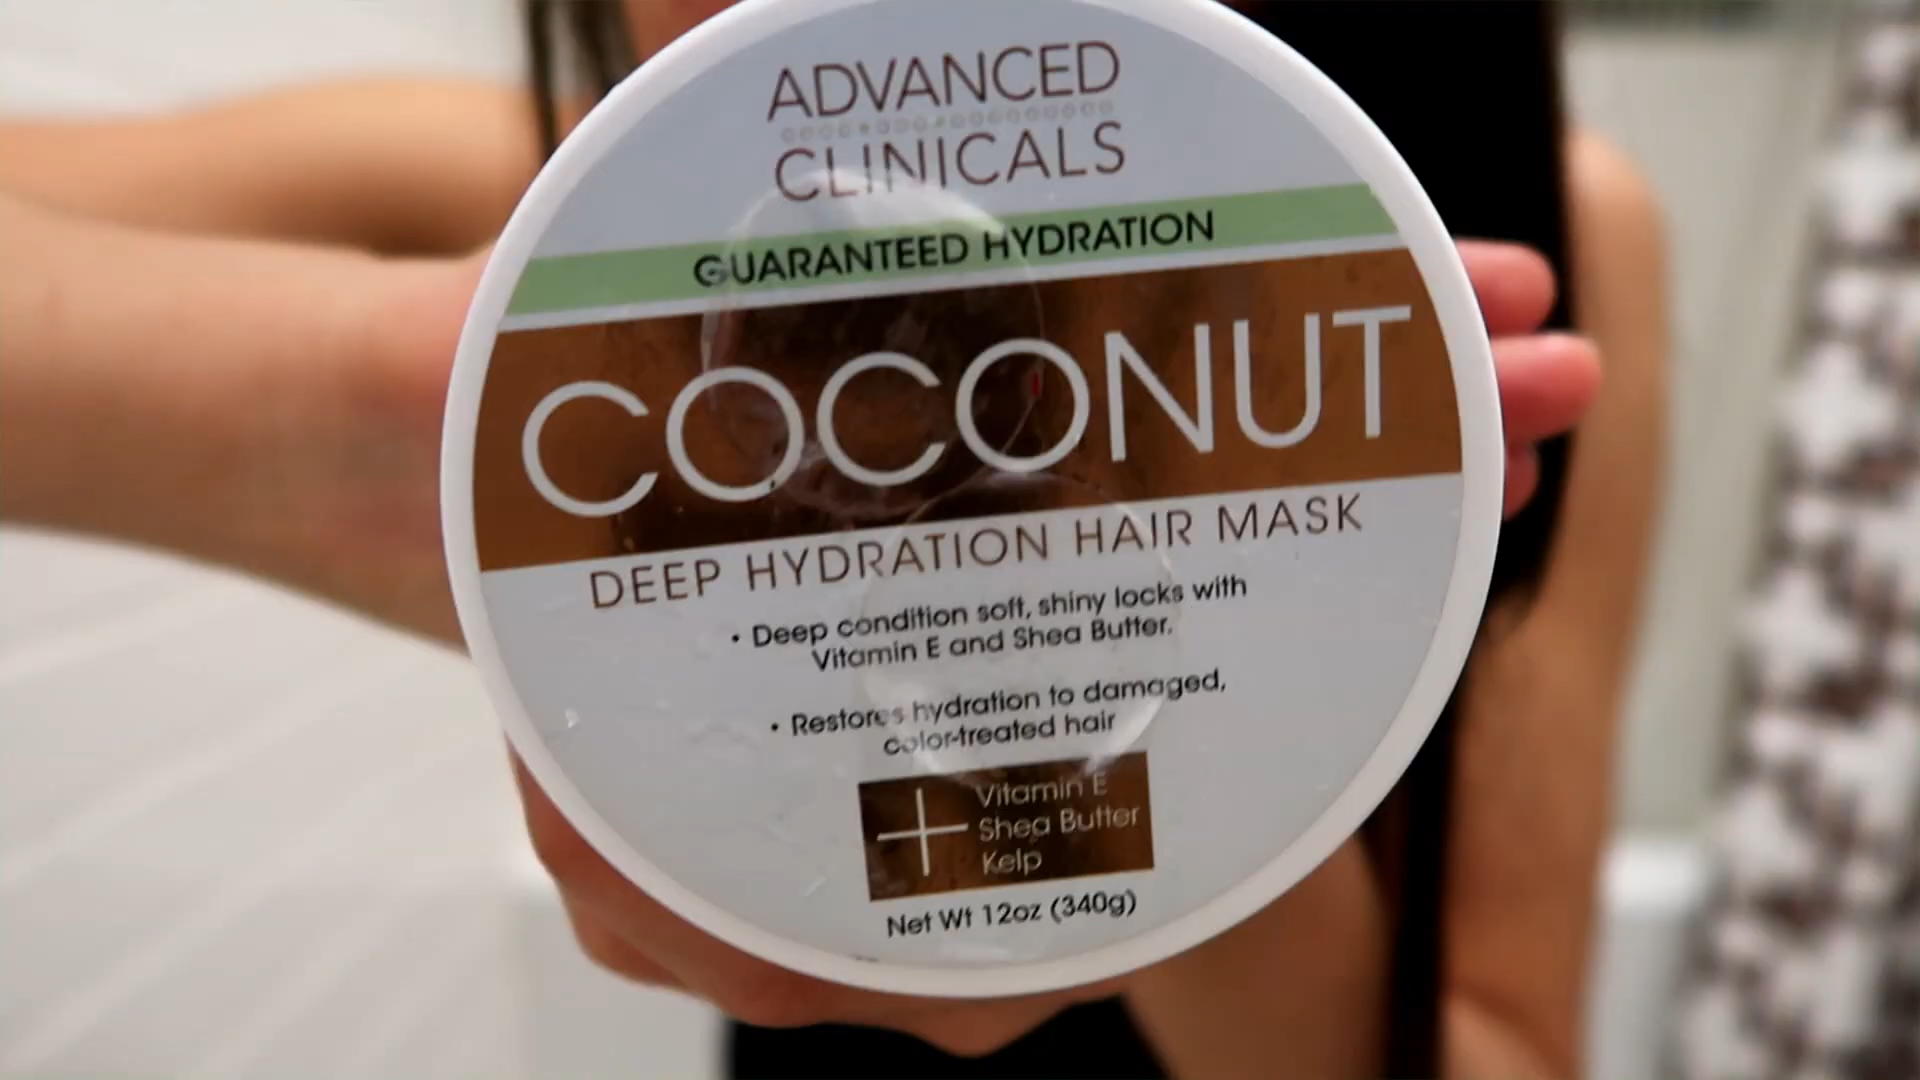 ADVANCED
CLINICALS
GUARANTEED HYDRATION
COCONUT
DEEP HYDRATION HAIR MASK
• Deep condition soft, shiny locks with
Vitamin E and Shea Butter.
• Restores hydration to damaged,
color-treated hair
Vitamin E
Shea Butter
Kelp
Net Wt 12oz (340g)